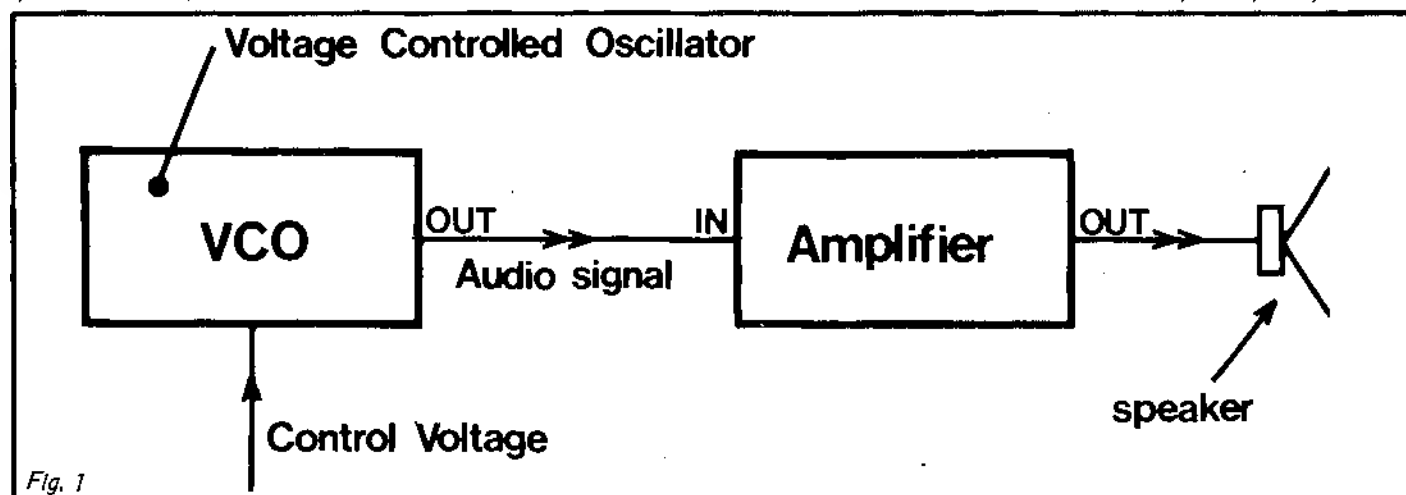 Voltage Controlled Oscillator
VCO
OUT
Audio signal
IN
Amplifier
OUT
speaker
Control Voltage
Fig. 1